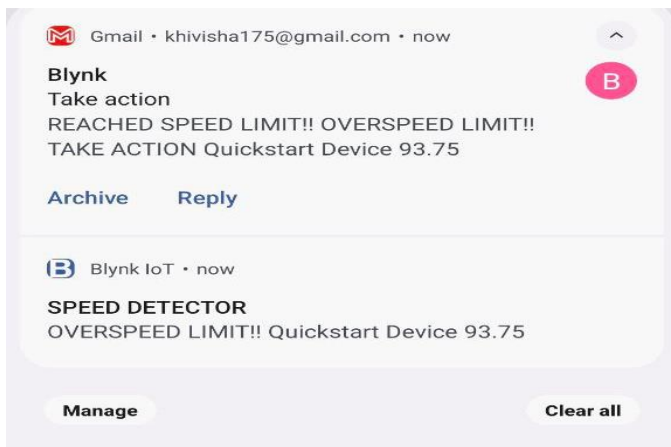 Gmail • khivisha175@gmail.com • now
Blynk
B
Take action
REACHED SPEED LIMIT!! OVERSPEED LIMIT!!
TAKE ACTION Quickstart Device 93.75
Archive Reply
B Blynk IoT • now
SPEED DETECTOR
OVERSPEED LIMIT!! Quickstart Device 93.75
Manage Clear all